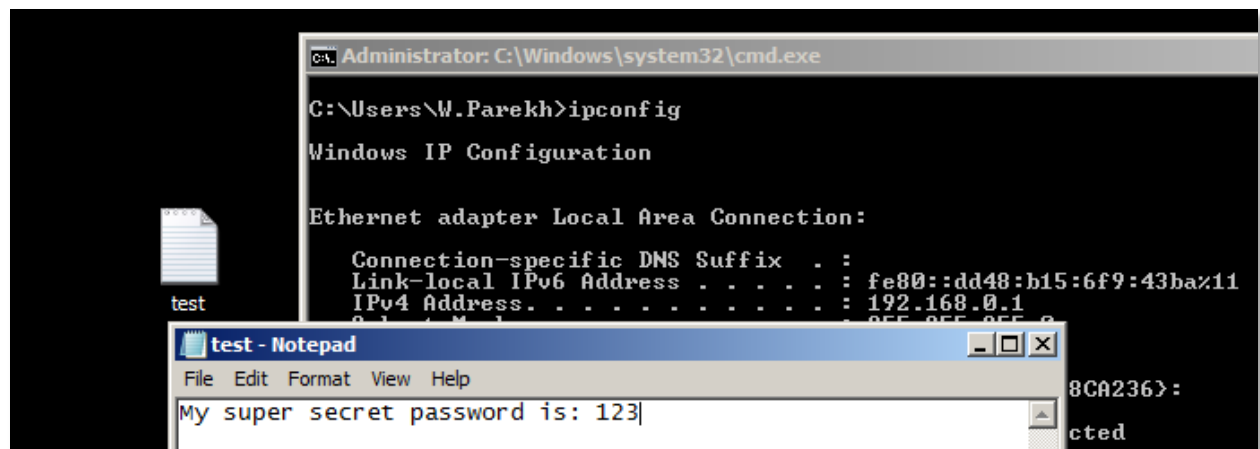 Administrator: C:\Windows\system32\cmd.exe
C:\Users\W.Parekh>ipconfig
Windows IP Configuration
Ethernet adapter Local Area Connection:
Connection-specific DNS Suffix  . :
Link-local IPv6 Address . . . . . : fe80::dd48:b15:6f9:43ba%11
IPv4 Address. . . . . . . . . . . : 192.168.0.1
test
test - Notepad
File Edit Format View Help
My super secret password is: 123
8CA236}:
cted